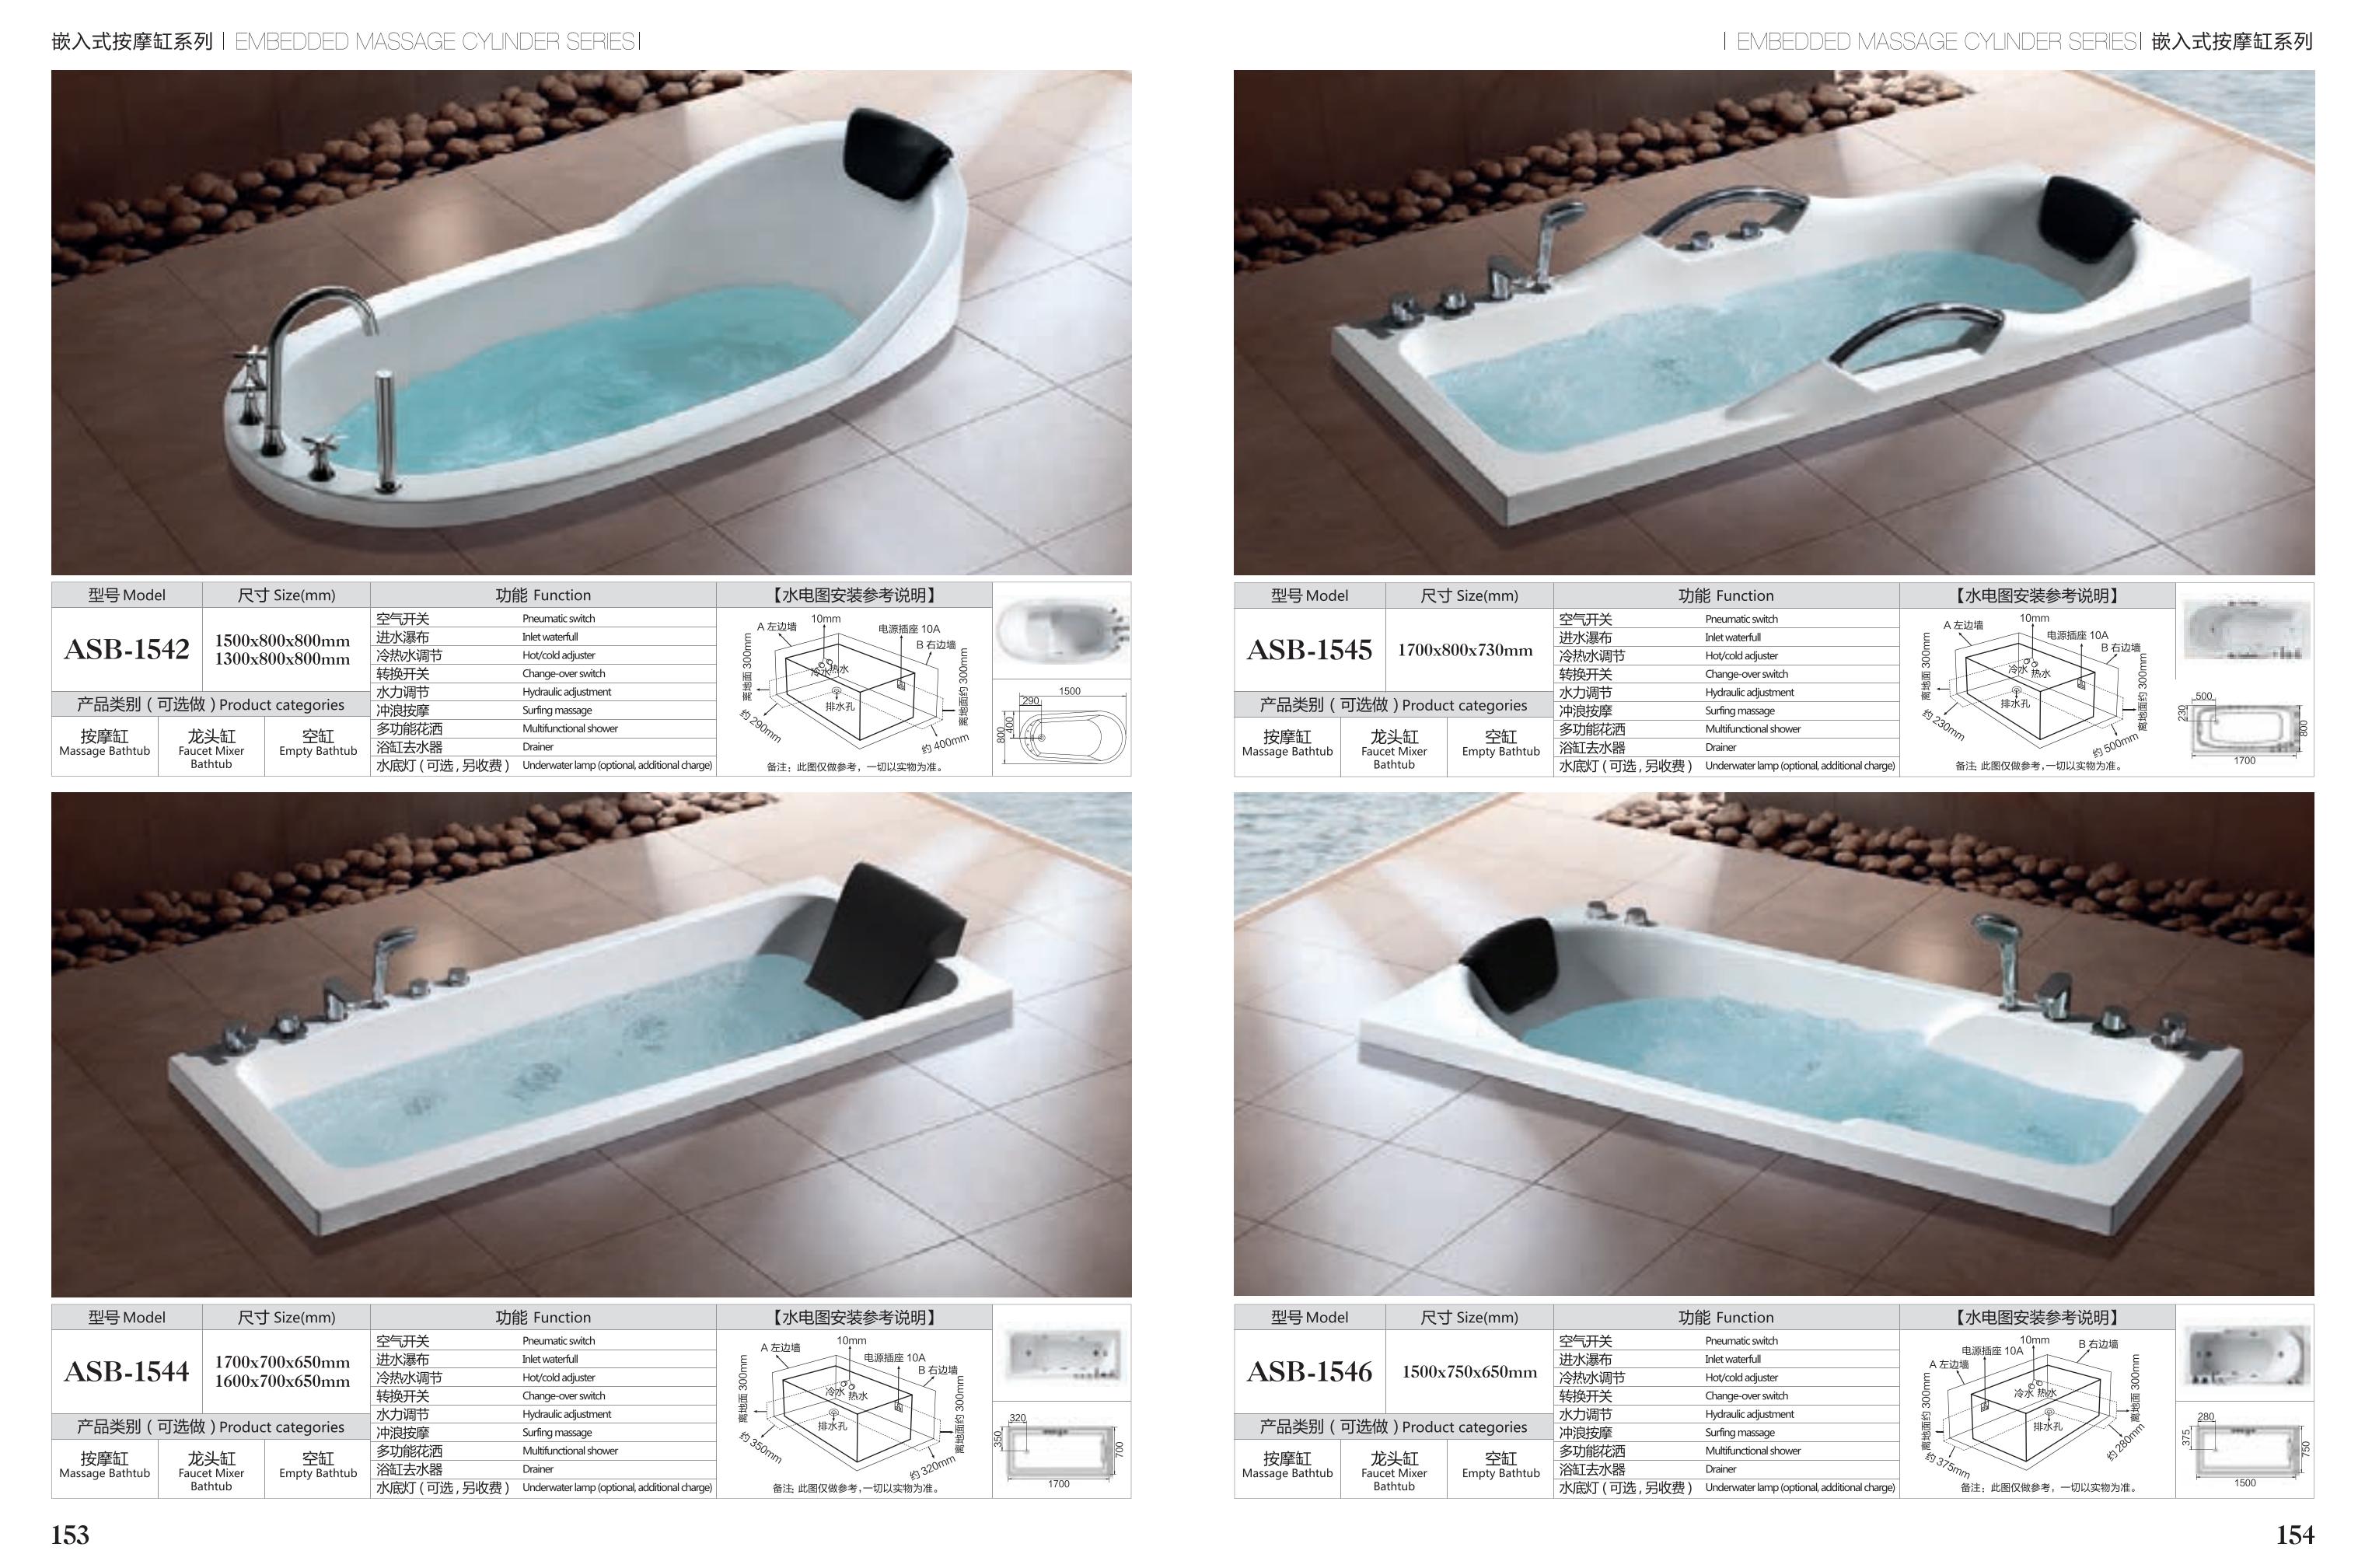 嵌入式按摩缸系列 | EMBEDDED MASSAGE CYLINDER SERIES|
| EMBEDDED MASSAGE CYLINDER SERIES| 嵌入式按摩缸系列
型号 Model
尺寸 Size(mm)
功能 Function
【水电图安装参考说明】
ASB-1542
1500x800x800mm
1300x800x800mm
空气开关 Pneumatic switch
进水瀑布 Inlet waterfull
冷热水调节 Hot/cold adjuster
转换开关 Change-over switch
水力调节 Hydraulic adjustment
冲浪按摩 Surfing massage
多功能花洒 Multifunctional shower
浴缸去水器 Drainer
水底灯 ( 可选 , 另收费 ) Underwater lamp (optional, additional charge)
产品类别 ( 可选做 ) Product categories
按摩缸
Massage Bathtub
龙头缸
Faucet Mixer
Bathtub
空缸
Empty Bathtub
10mm
A 左边墙
电源插座 10A
B 右边墙
离地面 300mm
冷水
热水
排水孔
离地面约 300mm
约 290mm
约 400mm
备注：此图仅做参考，一切以实物为准。
1500
290
400
800
型号 Model
尺寸 Size(mm)
功能 Function
【水电图安装参考说明】
ASB-1545
1700x800x730mm
空气开关 Pneumatic switch
进水瀑布 Inlet waterfull
冷热水调节 Hot/cold adjuster
转换开关 Change-over switch
水力调节 Hydraulic adjustment
冲浪按摩 Surfing massage
多功能花洒 Multifunctional shower
浴缸去水器 Drainer
水底灯 ( 可选 , 另收费 ) Underwater lamp (optional, additional charge)
产品类别 ( 可选做 ) Product categories
按摩缸
Massage Bathtub
龙头缸
Faucet Mixer
Bathtub
空缸
Empty Bathtub
10mm
A 左边墙
电源插座 10A
B 右边墙
离地面 300mm
冷水
热水
排水孔
离地面约 300mm
约 230mm
约 500mm
备注: 此图仅做参考，一切以实物为准。
500
230
800
1700
型号 Model
尺寸 Size(mm)
功能 Function
【水电图安装参考说明】
ASB-1544
1700x700x650mm
1600x700x650mm
空气开关 Pneumatic switch
进水瀑布 Inlet waterfull
冷热水调节 Hot/cold adjuster
转换开关 Change-over switch
水力调节 Hydraulic adjustment
冲浪按摩 Surfing massage
多功能花洒 Multifunctional shower
浴缸去水器 Drainer
水底灯 ( 可选 , 另收费 ) Underwater lamp (optional, additional charge)
产品类别 ( 可选做 ) Product categories
按摩缸
Massage Bathtub
龙头缸
Faucet Mixer
Bathtub
空缸
Empty Bathtub
10mm
A 左边墙
电源插座 10A
B 右边墙
离地面 300mm
冷水
热水
排水孔
离地面约 300mm
约 350mm
约 320mm
备注: 此图仅做参考，一切以实物为准。
320
350
700
1700
型号 Model
尺寸 Size(mm)
功能 Function
【水电图安装参考说明】
ASB-1546
1500x750x650mm
空气开关 Pneumatic switch
进水瀑布 Inlet waterfull
冷热水调节 Hot/cold adjuster
转换开关 Change-over switch
水力调节 Hydraulic adjustment
冲浪按摩 Surfing massage
多功能花洒 Multifunctional shower
浴缸去水器 Drainer
水底灯 ( 可选 , 另收费 ) Underwater lamp (optional, additional charge)
产品类别 ( 可选做 ) Product categories
按摩缸
Massage Bathtub
龙头缸
Faucet Mixer
Bathtub
空缸
Empty Bathtub
10mm
电源插座 10A
A 左边墙
B 右边墙
离地面约 300mm
冷水
热水
排水孔
离地面 300mm
约 375mm
约 280mm
备注：此图仅做参考，一切以实物为准。
280
375
750
1500
153
154